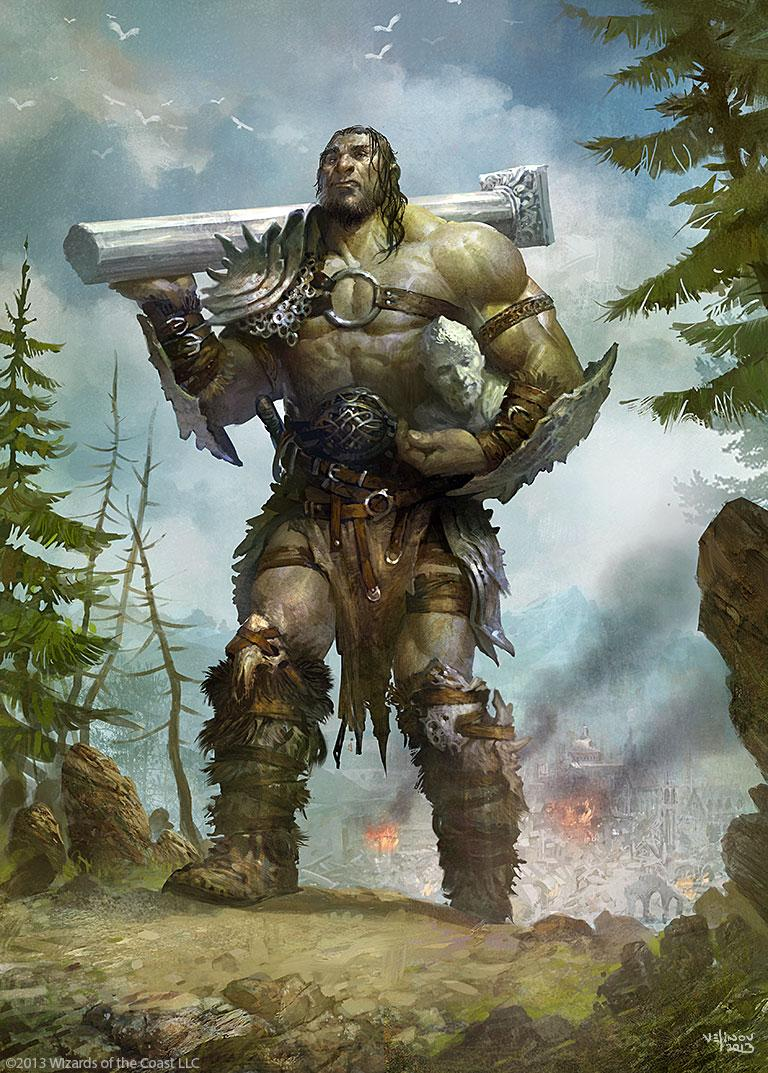 ©2013 Wizards of the Coast LLC
VELINOV
2013